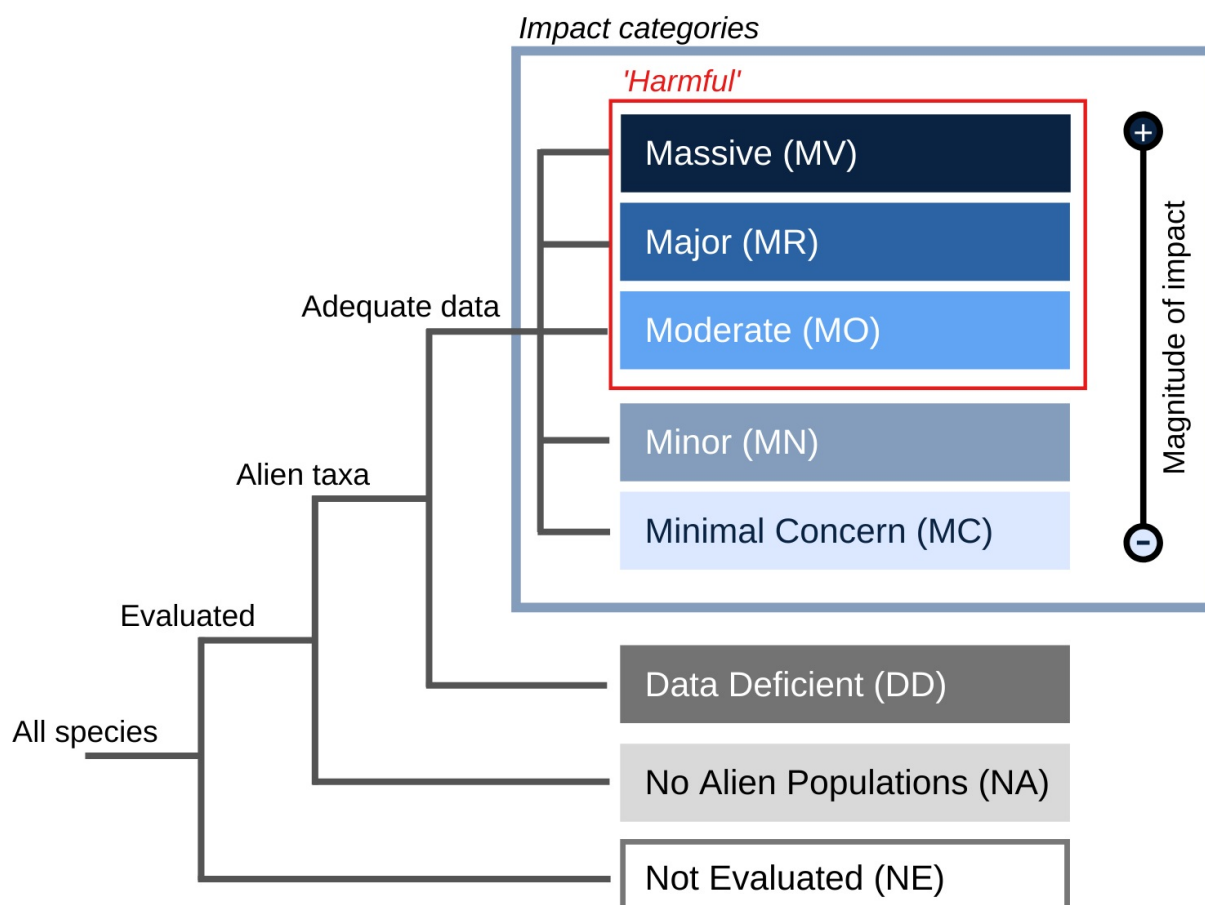 Impact categories
'Harmful'
Massive (MV)
+
Major (MR)
Magnitude of impact
Adequate data
Moderate (MO)
Minor (MN)
Alien taxa
Minimal Concern (MC)
-
Evaluated
Data Deficient (DD)
All species
No Alien Populations (NA)
Not Evaluated (NE)